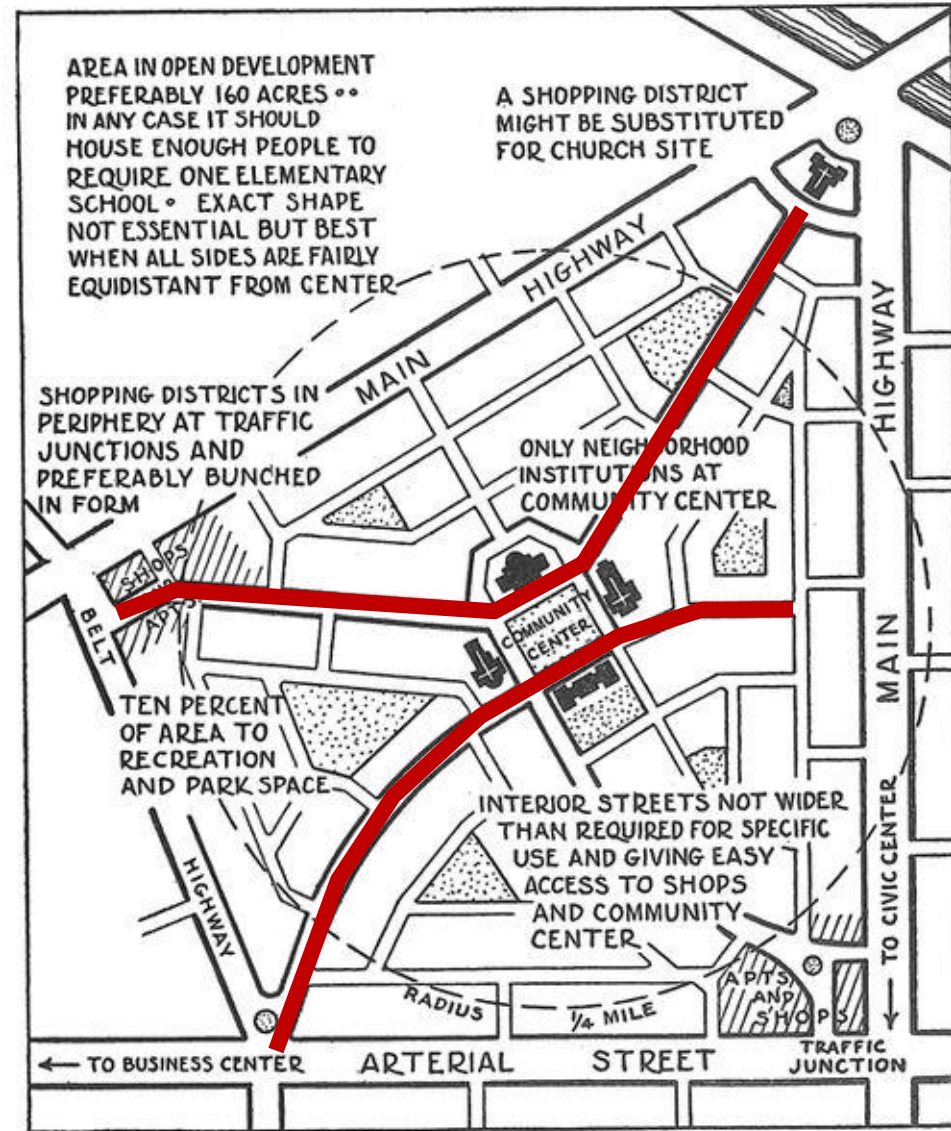 AREA IN OPEN DEVELOPMENT
PREFERABLY 160 ACRES ••
IN ANY CASE IT SHOULD
HOUSE ENOUGH PEOPLE TO
REQUIRE ONE ELEMENTARY
SCHOOL • EXACT SHAPE
NOT ESSENTIAL BUT BEST
WHEN ALL SIDES ARE FAIRLY
EQUIDISTANT FROM CENTER
A SHOPPING DISTRICT
MIGHT BE SUBSTITUTED
FOR CHURCH SITE
MAIN HIGHWAY
SHOPPING DISTRICTS IN
PERIPHERY AT TRAFFIC
JUNCTIONS AND
PREFERABLY BUNCHED
IN FORM
ONLY NEIGHBORHOOD
INSTITUTIONS AT
COMMUNITY CENTER
HIGHWAY
MAIN
SHOPS
APTS
BELT
HIGHWAY
COMMUNITY
CENTER
TEN PERCENT
OF AREA TO
RECREATION
AND PARK SPACE
INTERIOR STREETS NOT WIDER
THAN REQUIRED FOR SPECIFIC
USE AND GIVING EASY
ACCESS TO SHOPS
AND COMMUNITY
CENTER
← TO CIVIC CENTER
RADIUS 1/4 MILE
APTS
AND
SHOPS
← TO BUSINESS CENTER
ARTERIAL STREET
TRAFFIC
JUNCTION